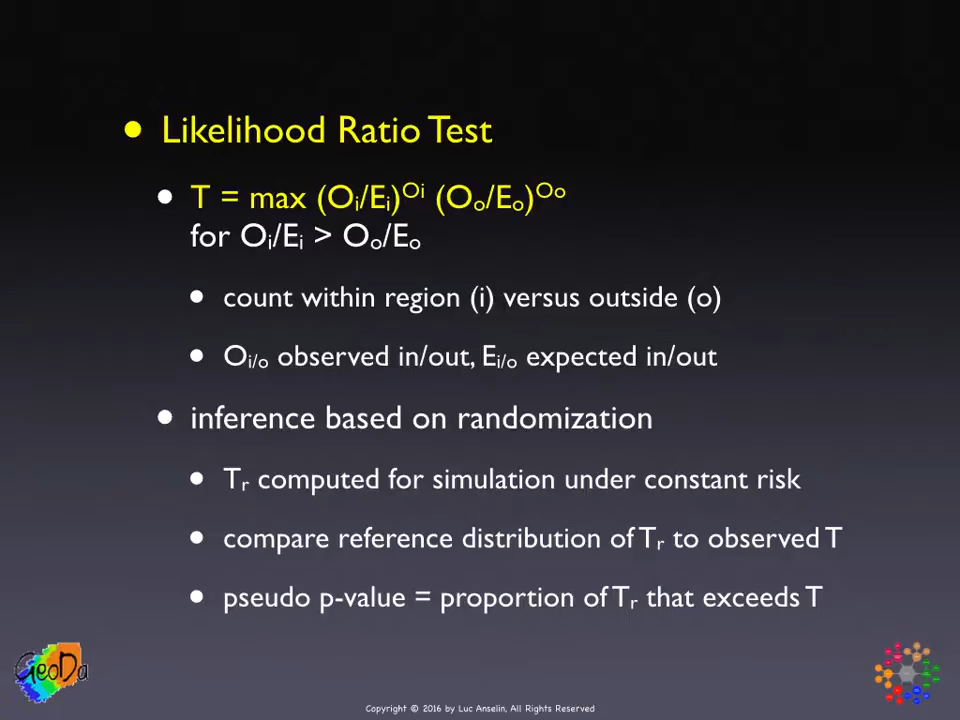 • Likelihood Ratio Test
• T = max (Oᵢ/Eᵢ)ᴼⁱ (Oₒ/Eₒ)ᴼᵒ
for Oᵢ/Eᵢ > Oₒ/Eₒ
• count within region (i) versus outside (o)
• Oi/o observed in/out, Ei/o expected in/out
• inference based on randomization
• Tᵣ computed for simulation under constant risk
• compare reference distribution of Tᵣ to observed T
• pseudo p-value = proportion of Tᵣ that exceeds T
GeoDa
Copyright © 2016 by Luc Anselin, All Rights Reserved